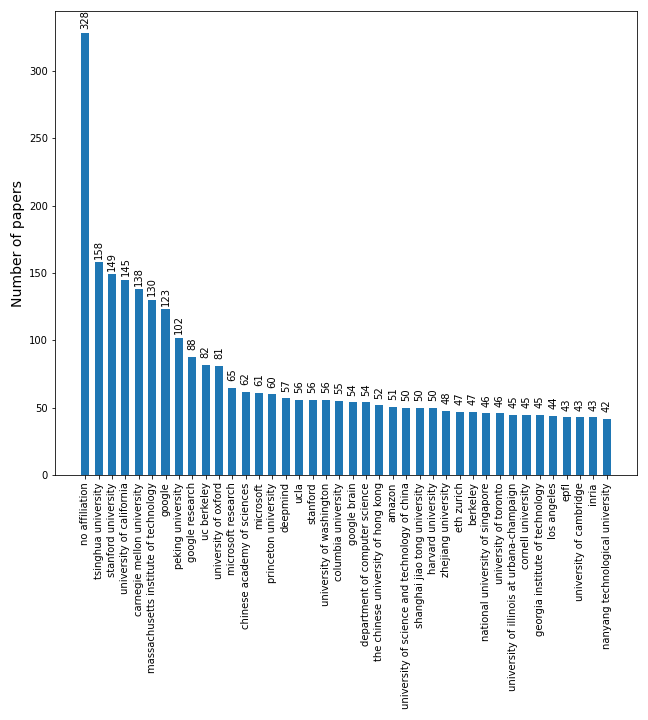 Number of papers
0
50
100
150
200
250
300
328
158
149
145
138
130
123
102
88
82
81
65
62
61
60
57
56
56
56
55
54
54
52
51
50
50
50
48
47
47
46
46
45
45
45
44
43
43
43
42
no affiliation
tsinghua university
stanford university
university of california
carnegie mellon university
massachusetts institute of technology
google
peking university
google research
uc berkeley
university of oxford
microsoft research
chinese academy of sciences
microsoft
princeton university
deepmind
ucla
stanford
university of washington
columbia university
google brain
department of computer science
the chinese university of hong kong
amazon
university of science and technology of china
shanghai jiao tong university
harvard university
zhejiang university
eth zurich
berkeley
national university of singapore
university of toronto
university of illinois at urbana-champaign
cornell university
georgia institute of technology
los angeles
epfl
university of cambridge
inria
nanyang technological university